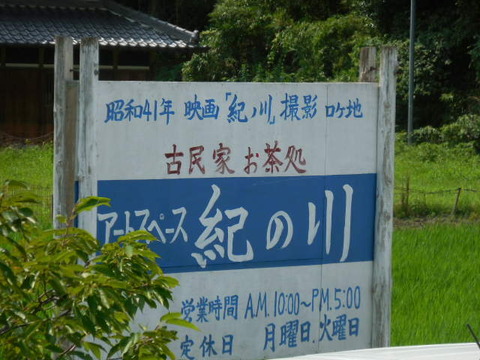 昭和41年 映画「紀ノ川」撮影 ロケ地
古民家お茶処
アートスペース 紀の川
営業時間 A.M.10:00~P.M.5:00
定休日 月曜日.火曜日